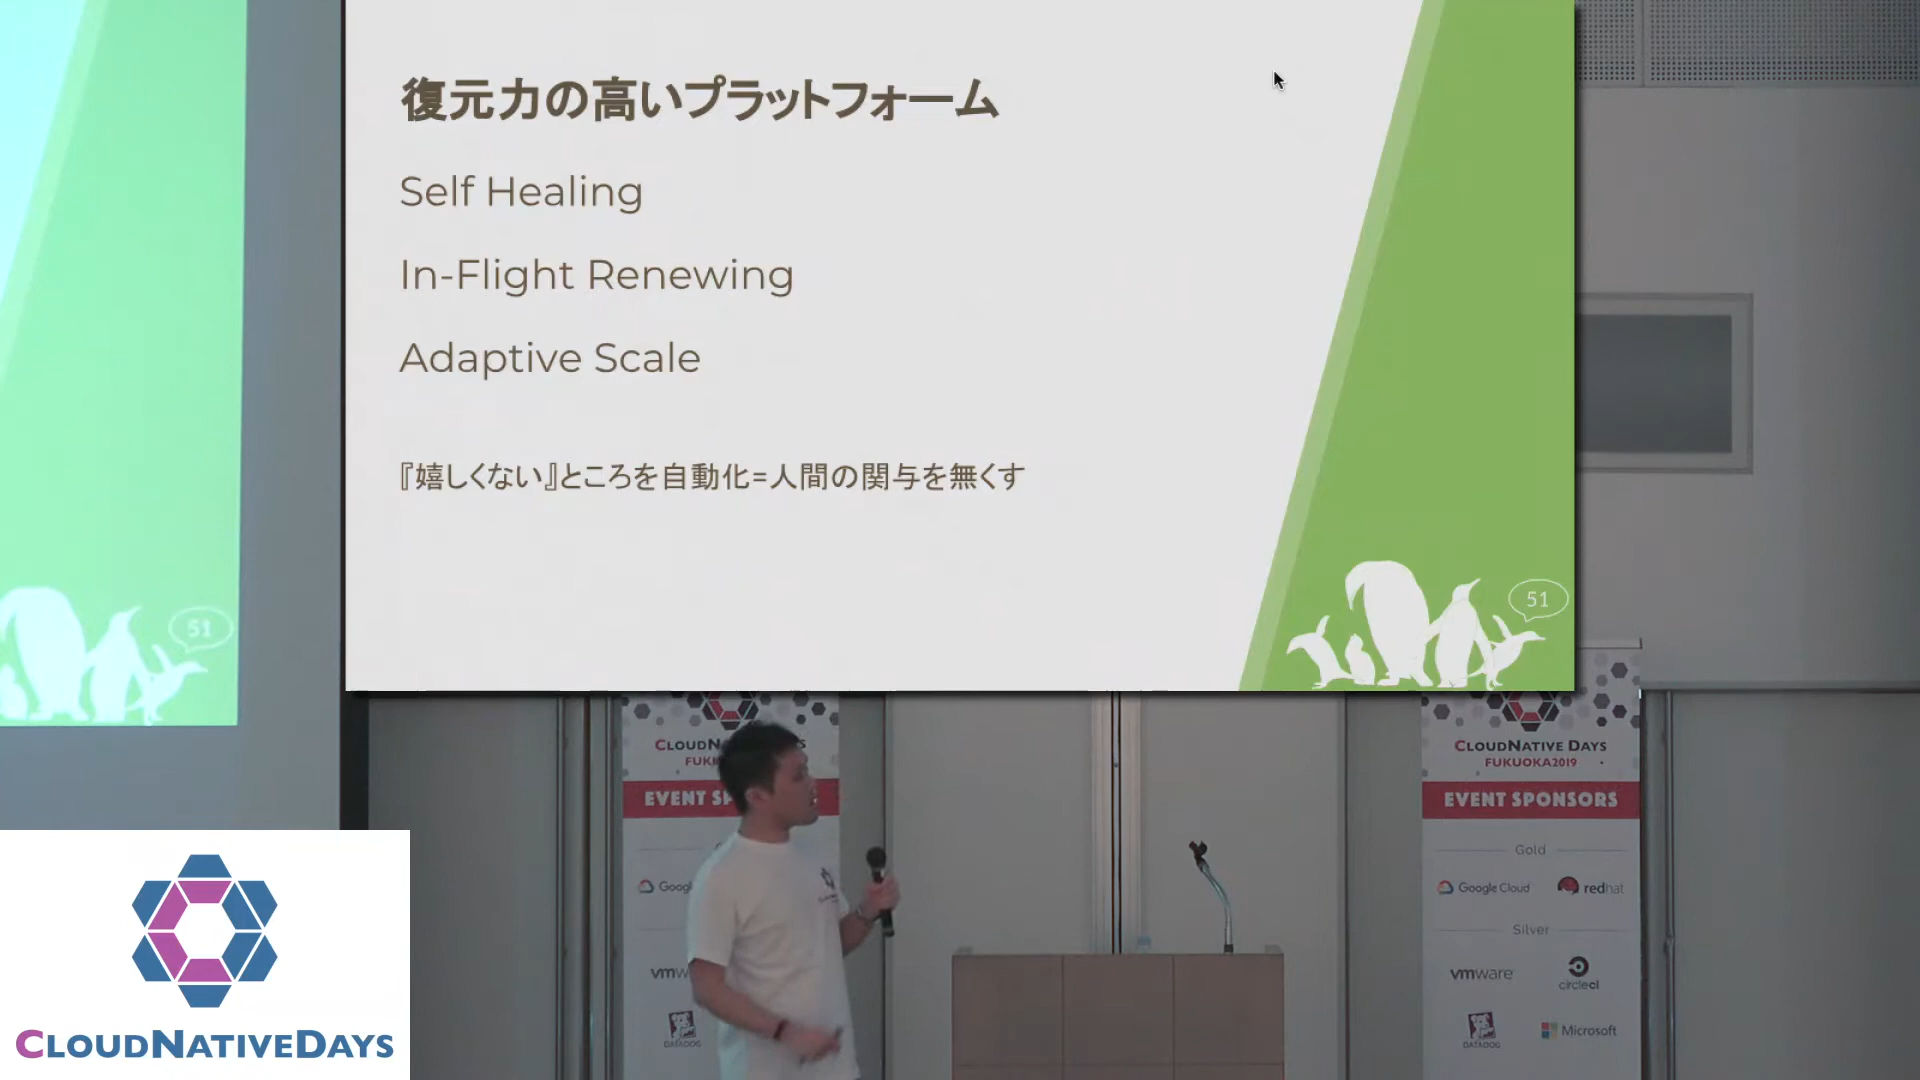 復元力の高いプラットフォーム
Self Healing
In-Flight Renewing
Adaptive Scale
『嬉しくない』ところを自動化=人間の関与を無くす
51
51
CLOUDNATIVE DAYS
FUKUOKA2019
EVENT SPONSORS
Gold
Google Cloud
redhat
Silver
vmware
circleci
DATADOG
Microsoft
DATADOG
CLOUDNATIVEDAYS